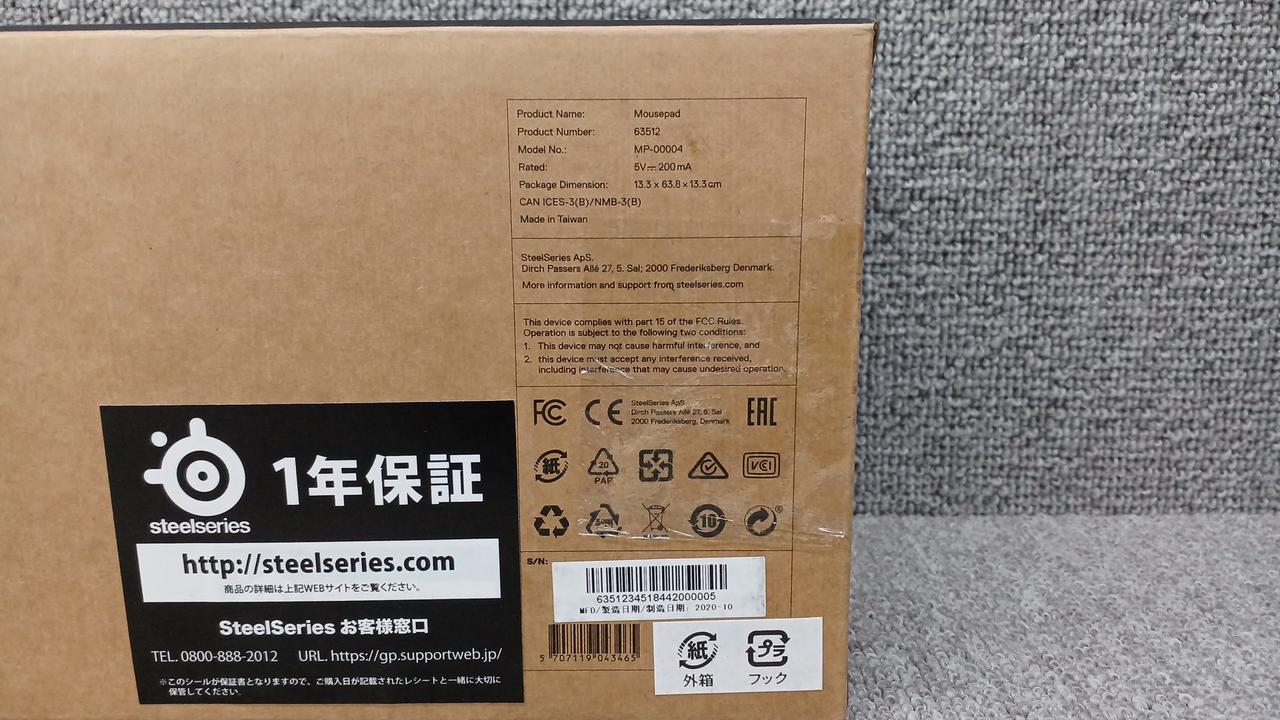 Product Name: Mousepad
Product Number: 63512
Model No.: MP-00004
Rated: 5V⎓200mA
Package Dimension: 13.3 x 63.8 x 13.3cm
CAN ICES-3(B)/NMB-3(B)
Made in Taiwan
SteelSeries ApS.
Dirch Passers Allé 27, 5. Sal; 2000 Frederiksberg Denmark.
More information and support from steelseries.com
This device complies with part 15 of the FCC Rules.
Operation is subject to the following two conditions:
1. This device may not cause harmful interference, and
2. this device must accept any interference received,
including interference that may cause undesired operation.
FC CE
SteelSeries ApS
Dirch Passers Allé 27, 5. Sal
2000 Frederiksberg, Denmark
EAC
紙 20 VCI
PAP
10
S/N:
6351234518442000005
MFD/製造日期/制造日期: 2020-10
5 707119 043465
紙 プラ
外箱 フック
steelseries
1年保証
http://steelseries.com
商品の詳細は上記WEBサイトをご覧ください。
SteelSeries お客様窓口
TEL. 0800-888-2012 URL. https://gp.supportweb.jp/
※このシールが保証書となりますので、ご購入日が記載されたレシートと一緒に大切に
保管してください。